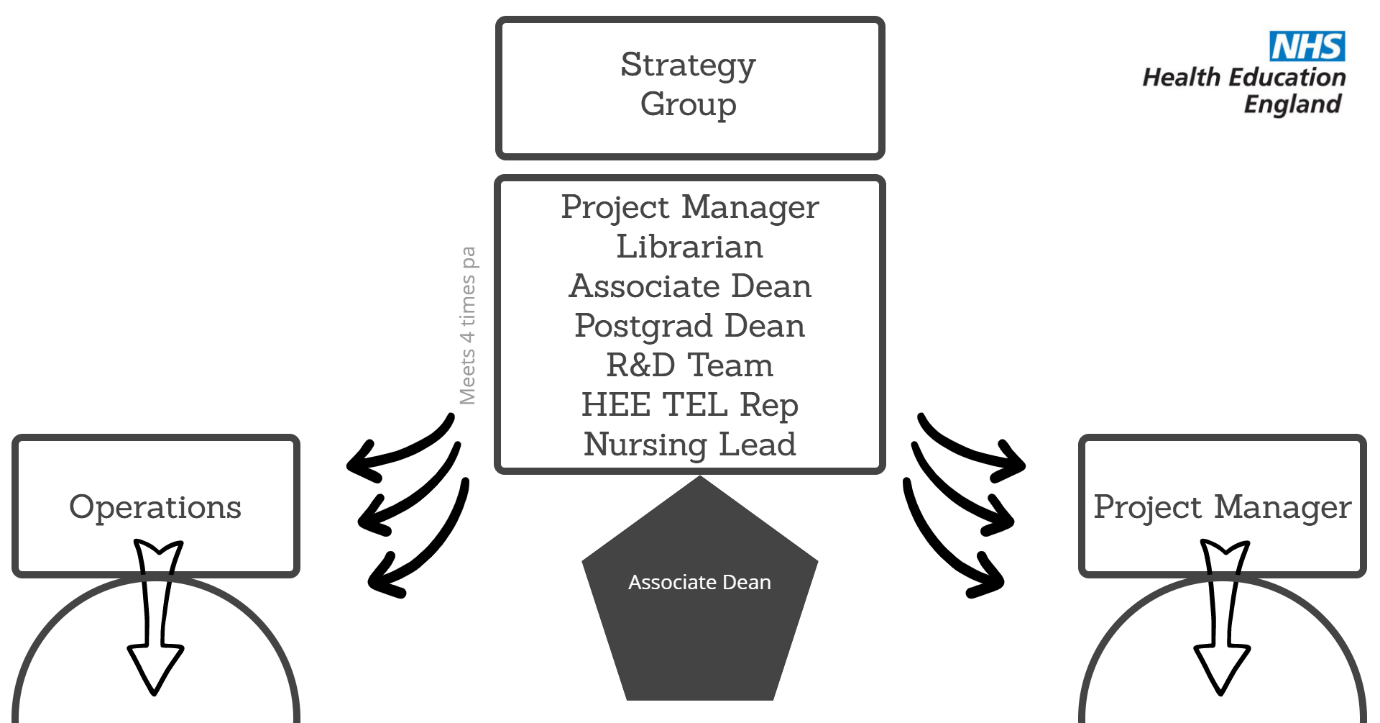 Strategy
Group
NHS
Health Education
England
Project Manager
Librarian
Associate Dean
Postgrad Dean
R&D Team
HEE TEL Rep
Nursing Lead
Meets 4 times pa
Operations
Project Manager
Associate Dean